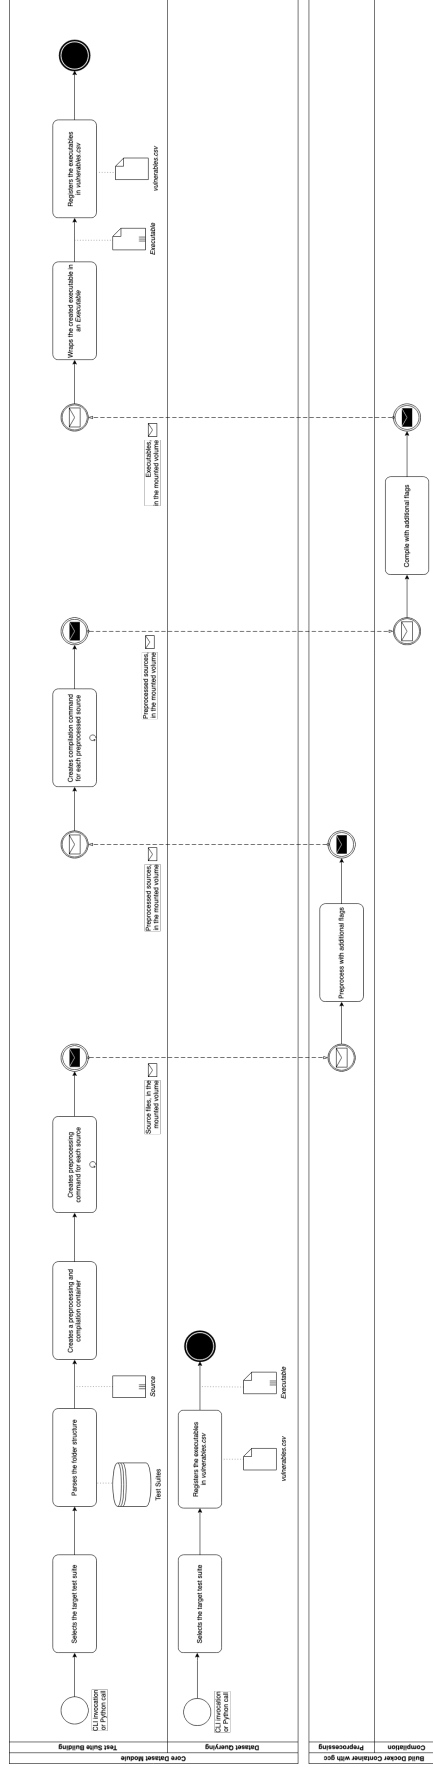 Core Dataset Module
Test Suite Building
CLI invocation
or Python call
Selects the target test suite
Parses the folder structure
Test Suites
Source
Creates a preprocessing and
compilation container
Creates preprocessing
command for each source
Source files, in the
mounted volume
Preprocessed sources,
in the mounted volume
Creates compilation command
for each preprocessed source
Preprocessed sources,
in the mounted volume
Executables,
in the mounted volume
Wraps the created executable in
an Executable
Executable
Registers the executables
in vulnerables.csv
vulnerables.csv
Dataset Querying
CLI invocation
or Python call
Selects the target test suite
Registers the executables
in vulnerables.csv
vulnerables.csv
Executable
Build Docker Container with gcc
Preprocessing
Preprocess with additional flags
Compilation
Compile with additional flags